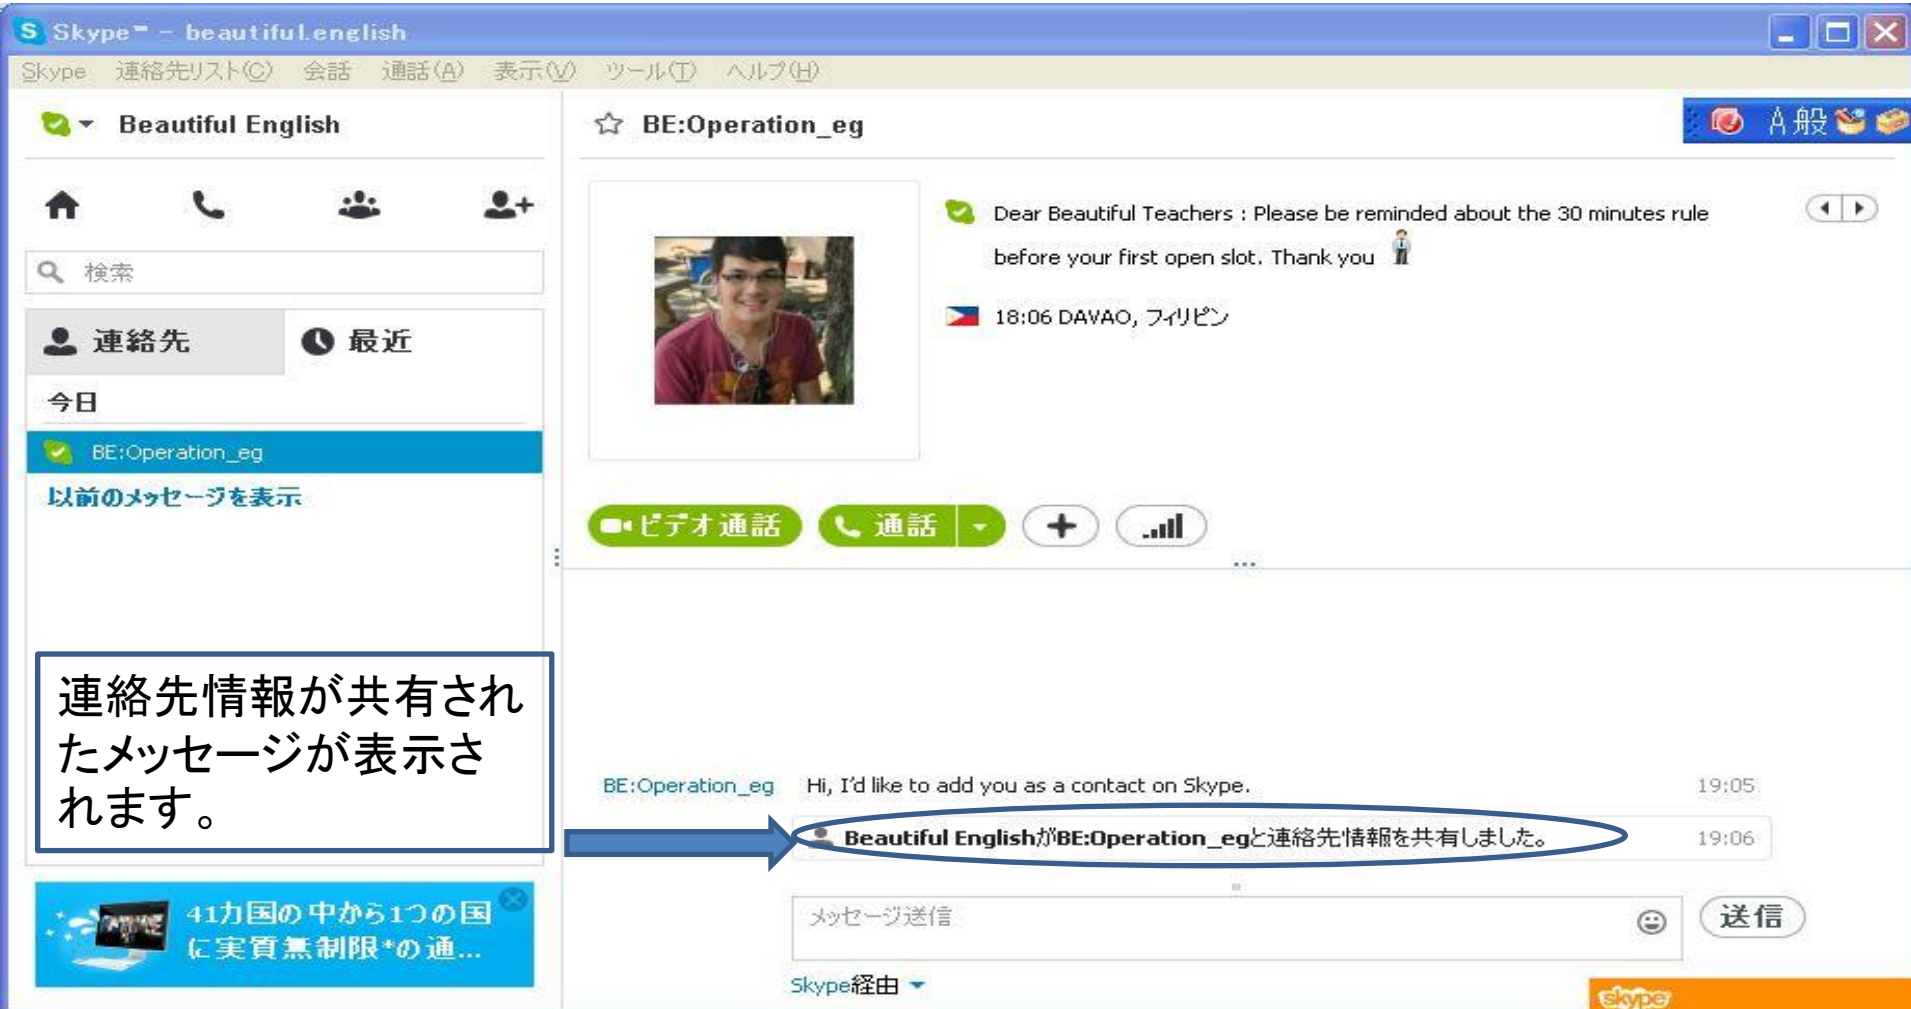 Skype™ - beautiful.english
Skype 連絡先リスト(C) 会話 通話(A) 表示(V) ツール(T) ヘルプ(H)
Beautiful English
検索
連絡先 最近
今日
BE:Operation_eg
以前のメッセージを表示
連絡先情報が共有され
たメッセージが表示さ
れます。
41カ国の中から1つの国
に実質無制限*の通...
BE:Operation_eg
A 般
Dear Beautiful Teachers : Please be reminded about the 30 minutes rule
before your first open slot. Thank you
18:06 DAVAO, フィリピン
ビデオ通話 通話
BE:Operation_eg Hi, I'd like to add you as a contact on Skype. 19:05
Beautiful EnglishがBE:Operation_egと連絡先情報を共有しました。 19:06
メッセージ送信 送信
Skype経由
skype